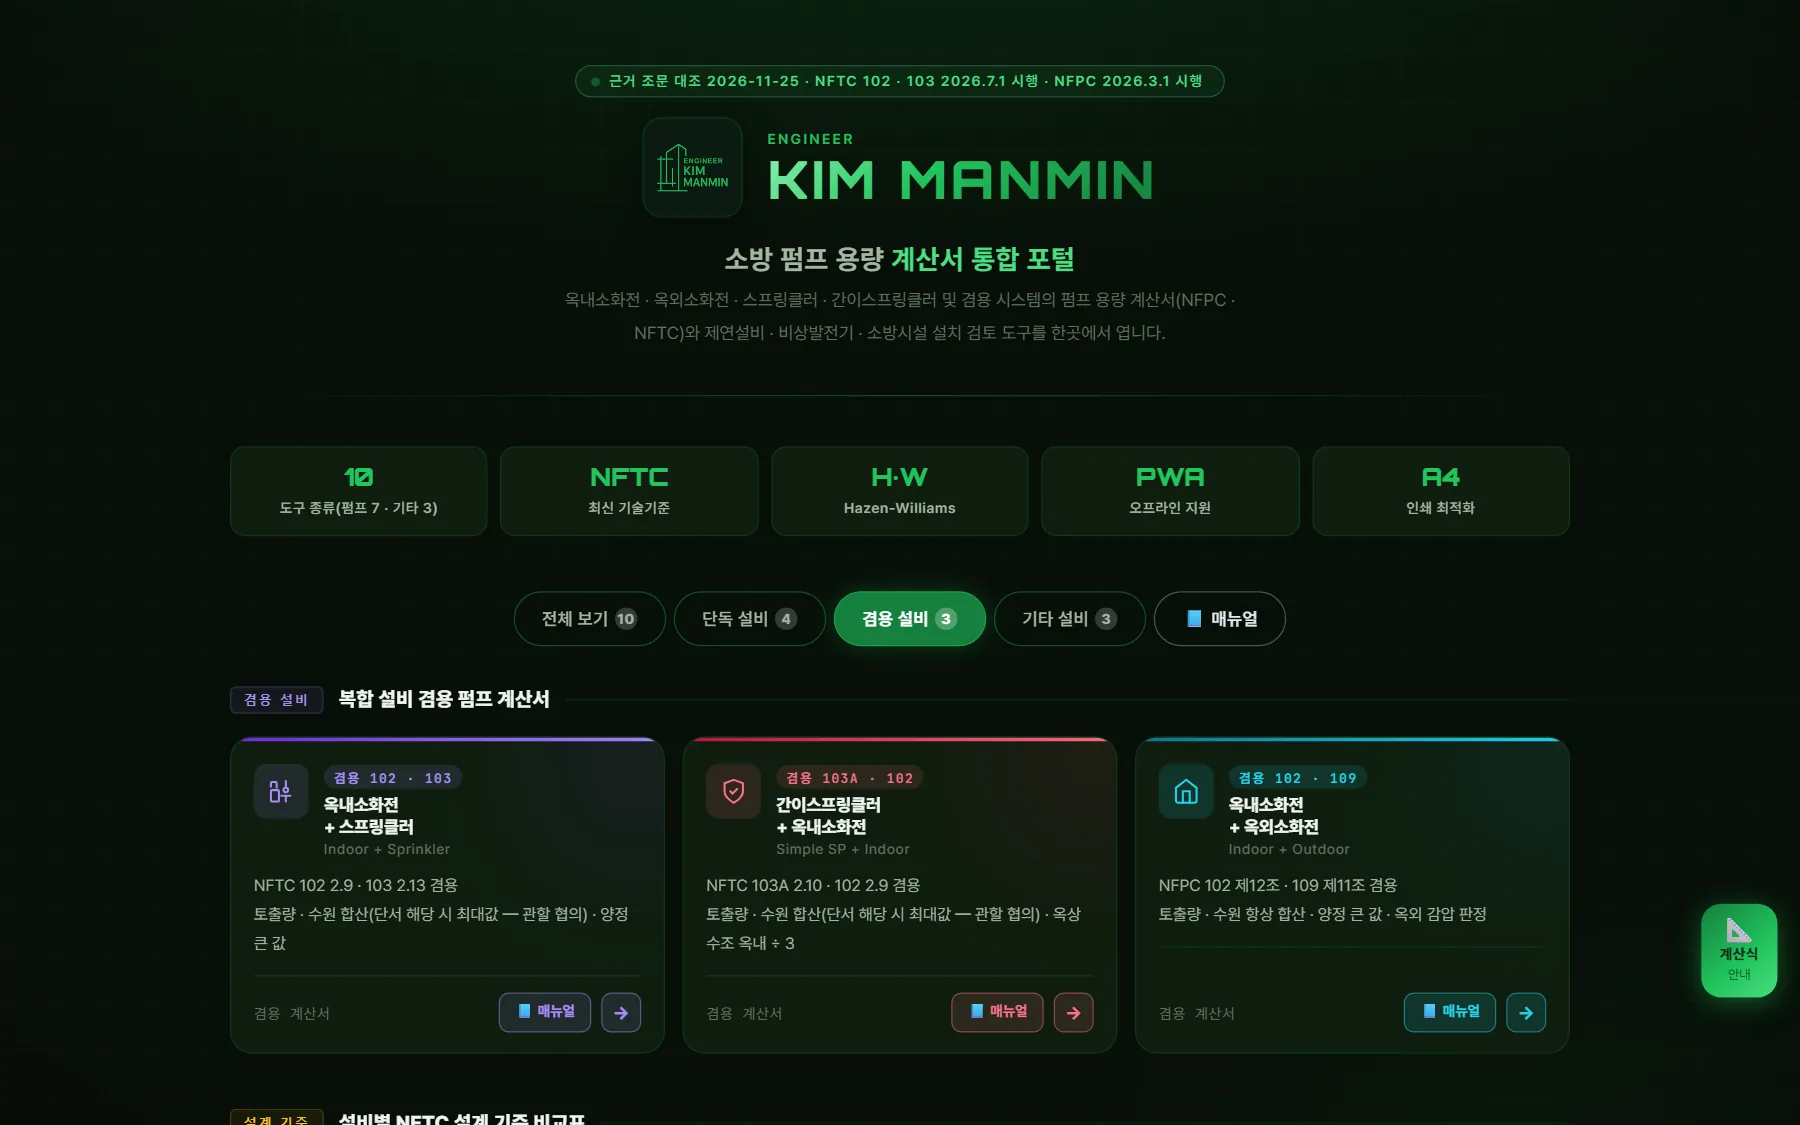 근거 조문 대조 2026-11-25 · NFTC 102 · 103 2026.7.1 시행 · NFPC 2026.3.1 시행
ENGINEER
KIM
MANMIN
ENGINEER
KIM MANMIN
소방 펌프 용량 계산서 통합 포털
옥내소화전 · 옥외소화전 · 스프링클러 · 간이스프링클러 및 겸용 시스템의 펌프 용량 계산서(NFPC ·
NFTC)와 제연설비 · 비상발전기 · 소방시설 설치 검토 도구를 한곳에서 엽니다.
10
도구 종류(펌프 7 · 기타 3)
NFTC
최신 기술기준
H·W
Hazen-Williams
PWA
오프라인 지원
A4
인쇄 최적화
전체 보기 10
단독 설비 4
겸용 설비 3
기타 설비 3
매뉴얼
겸용 설비
복합 설비 겸용 펌프 계산서
겸용 102 · 103
옥내소화전
+ 스프링클러
Indoor + Sprinkler
NFTC 102 2.9 · 103 2.13 겸용
토출량 · 수원 합산(단서 해당 시 최대값 — 관할 협의) · 양정
큰 값
겸용 계산서
매뉴얼 →
겸용 103A · 102
간이스프링클러
+ 옥내소화전
Simple SP + Indoor
NFTC 103A 2.10 · 102 2.9 겸용
토출량 · 수원 합산(단서 해당 시 최대값 — 관할 협의) · 옥상
수조 옥내 ÷ 3
겸용 계산서
매뉴얼 →
겸용 102 · 109
옥내소화전
+ 옥외소화전
Indoor + Outdoor
NFPC 102 제12조 · 109 제11조 겸용
토출량 · 수원 항상 합산 · 양정 큰 값 · 옥외 감압 판정
겸용 계산서
매뉴얼 →
계산식
안내
설계 기준
설비별 NFTC 설계 기준 비교표